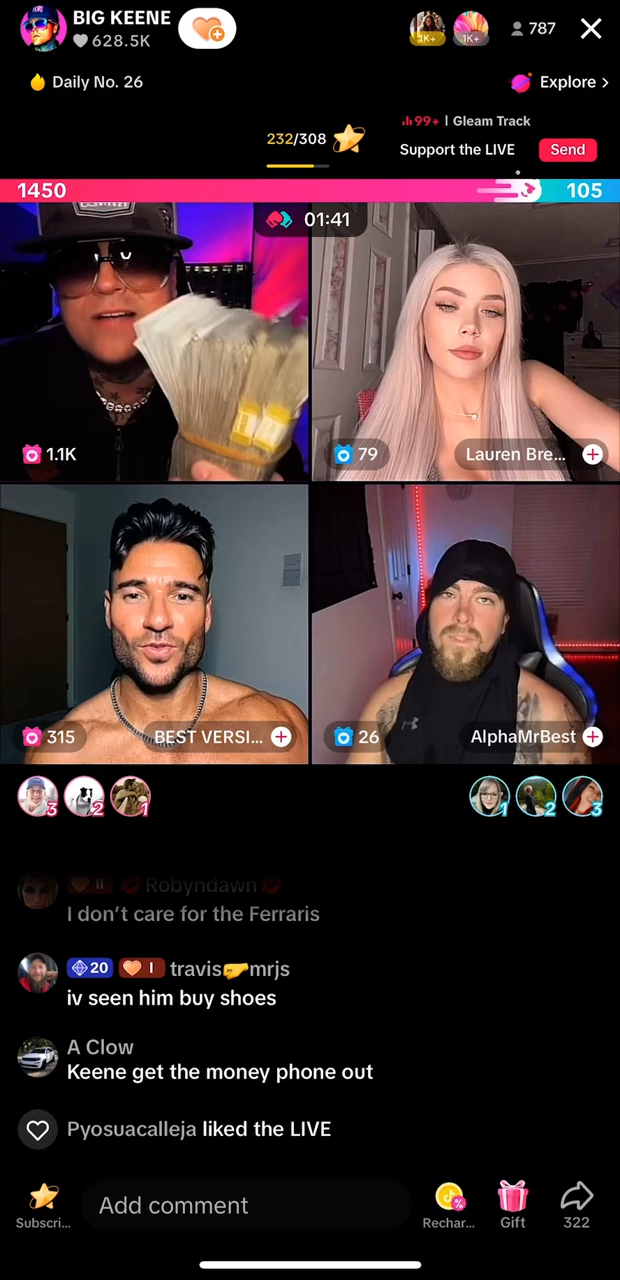 BIG KEENE
628.5K
1K+
1K+
787
Daily No. 26
Explore >
232/308
99+ | Gleam Track
Support the LIVE
Send
1450
105
01:41
1.1K
79
Lauren Bre...
315
BEST VERSI...
26
AlphaMrBest
3
2
1
1
2
3
II Robyndawn
I don't care for the Ferraris
20 I travis🤛mrjs
iv seen him buy shoes
A Clow
Keene get the money phone out
Pyosuacalleja liked the LIVE
Subscri...
Add comment
Rechar...
Gift
322